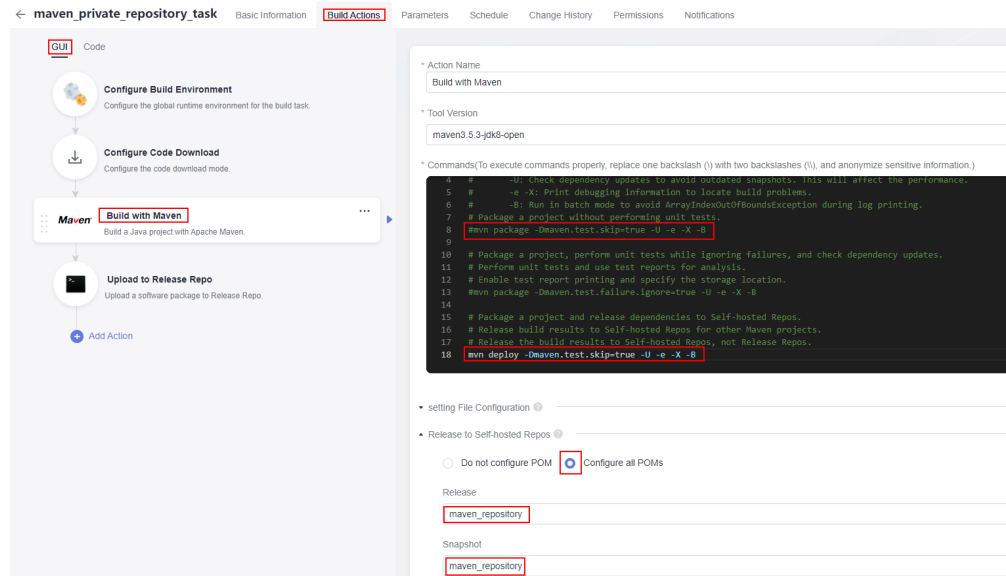 maven_private_repository_task Basic Information Build Actions Parameters Schedule Change History Permissions Notifications
GUI Code
Configure Build Environment
Configure the global runtime environment for the build task.
Configure Code Download
Configure the code download mode.
Maven
Build with Maven
Build a Java project with Apache Maven.
Upload to Release Repo
Upload a software package to Release Repo.
Add Action
* Action Name
Build with Maven
* Tool Version
maven3.5.3-jdk8-open
* Commands(To execute commands properly, replace one backslash (\) with two backslashes (\\), and anonymize sensitive information.)
4 # -U: Check dependency updates to avoid outdated snapshots. This will affect the performance.
5 # -e -X: Print debugging information to locate build problems.
6 # -B: Run in batch mode to avoid ArrayIndexOutOfBoundsException during log printing.
7 # Package a project without performing unit tests.
8 #mvn package -Dmaven.test.skip=true -U -e -X -B
9
10 # Package a project, perform unit tests while ignoring failures, and check dependency updates.
11 # Perform unit tests and use test reports for analysis.
12 # Enable test report printing and specify the storage location.
13 #mvn package -Dmaven.test.failure.ignore=true -U -e -X -B
14
15 # Package a project and release dependencies to Self-hosted Repos.
16 # Release build results to Self-hosted Repos for other Maven projects.
17 # Release the build results to Self-hosted Repos, not Release Repos.
18 mvn deploy -Dmaven.test.skip=true -U -e -X -B
setting File Configuration ?
Release to Self-hosted Repos ?
Do not configure POM Configure all POMs
Release
maven_repository
Snapshot
maven_repository